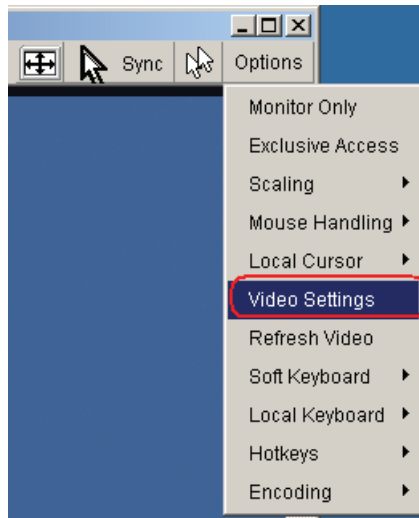 Sync Options
Monitor Only
Exclusive Access
Scaling
Mouse Handling
Local Cursor
Video Settings
Refresh Video
Soft Keyboard
Local Keyboard
Hotkeys
Encoding